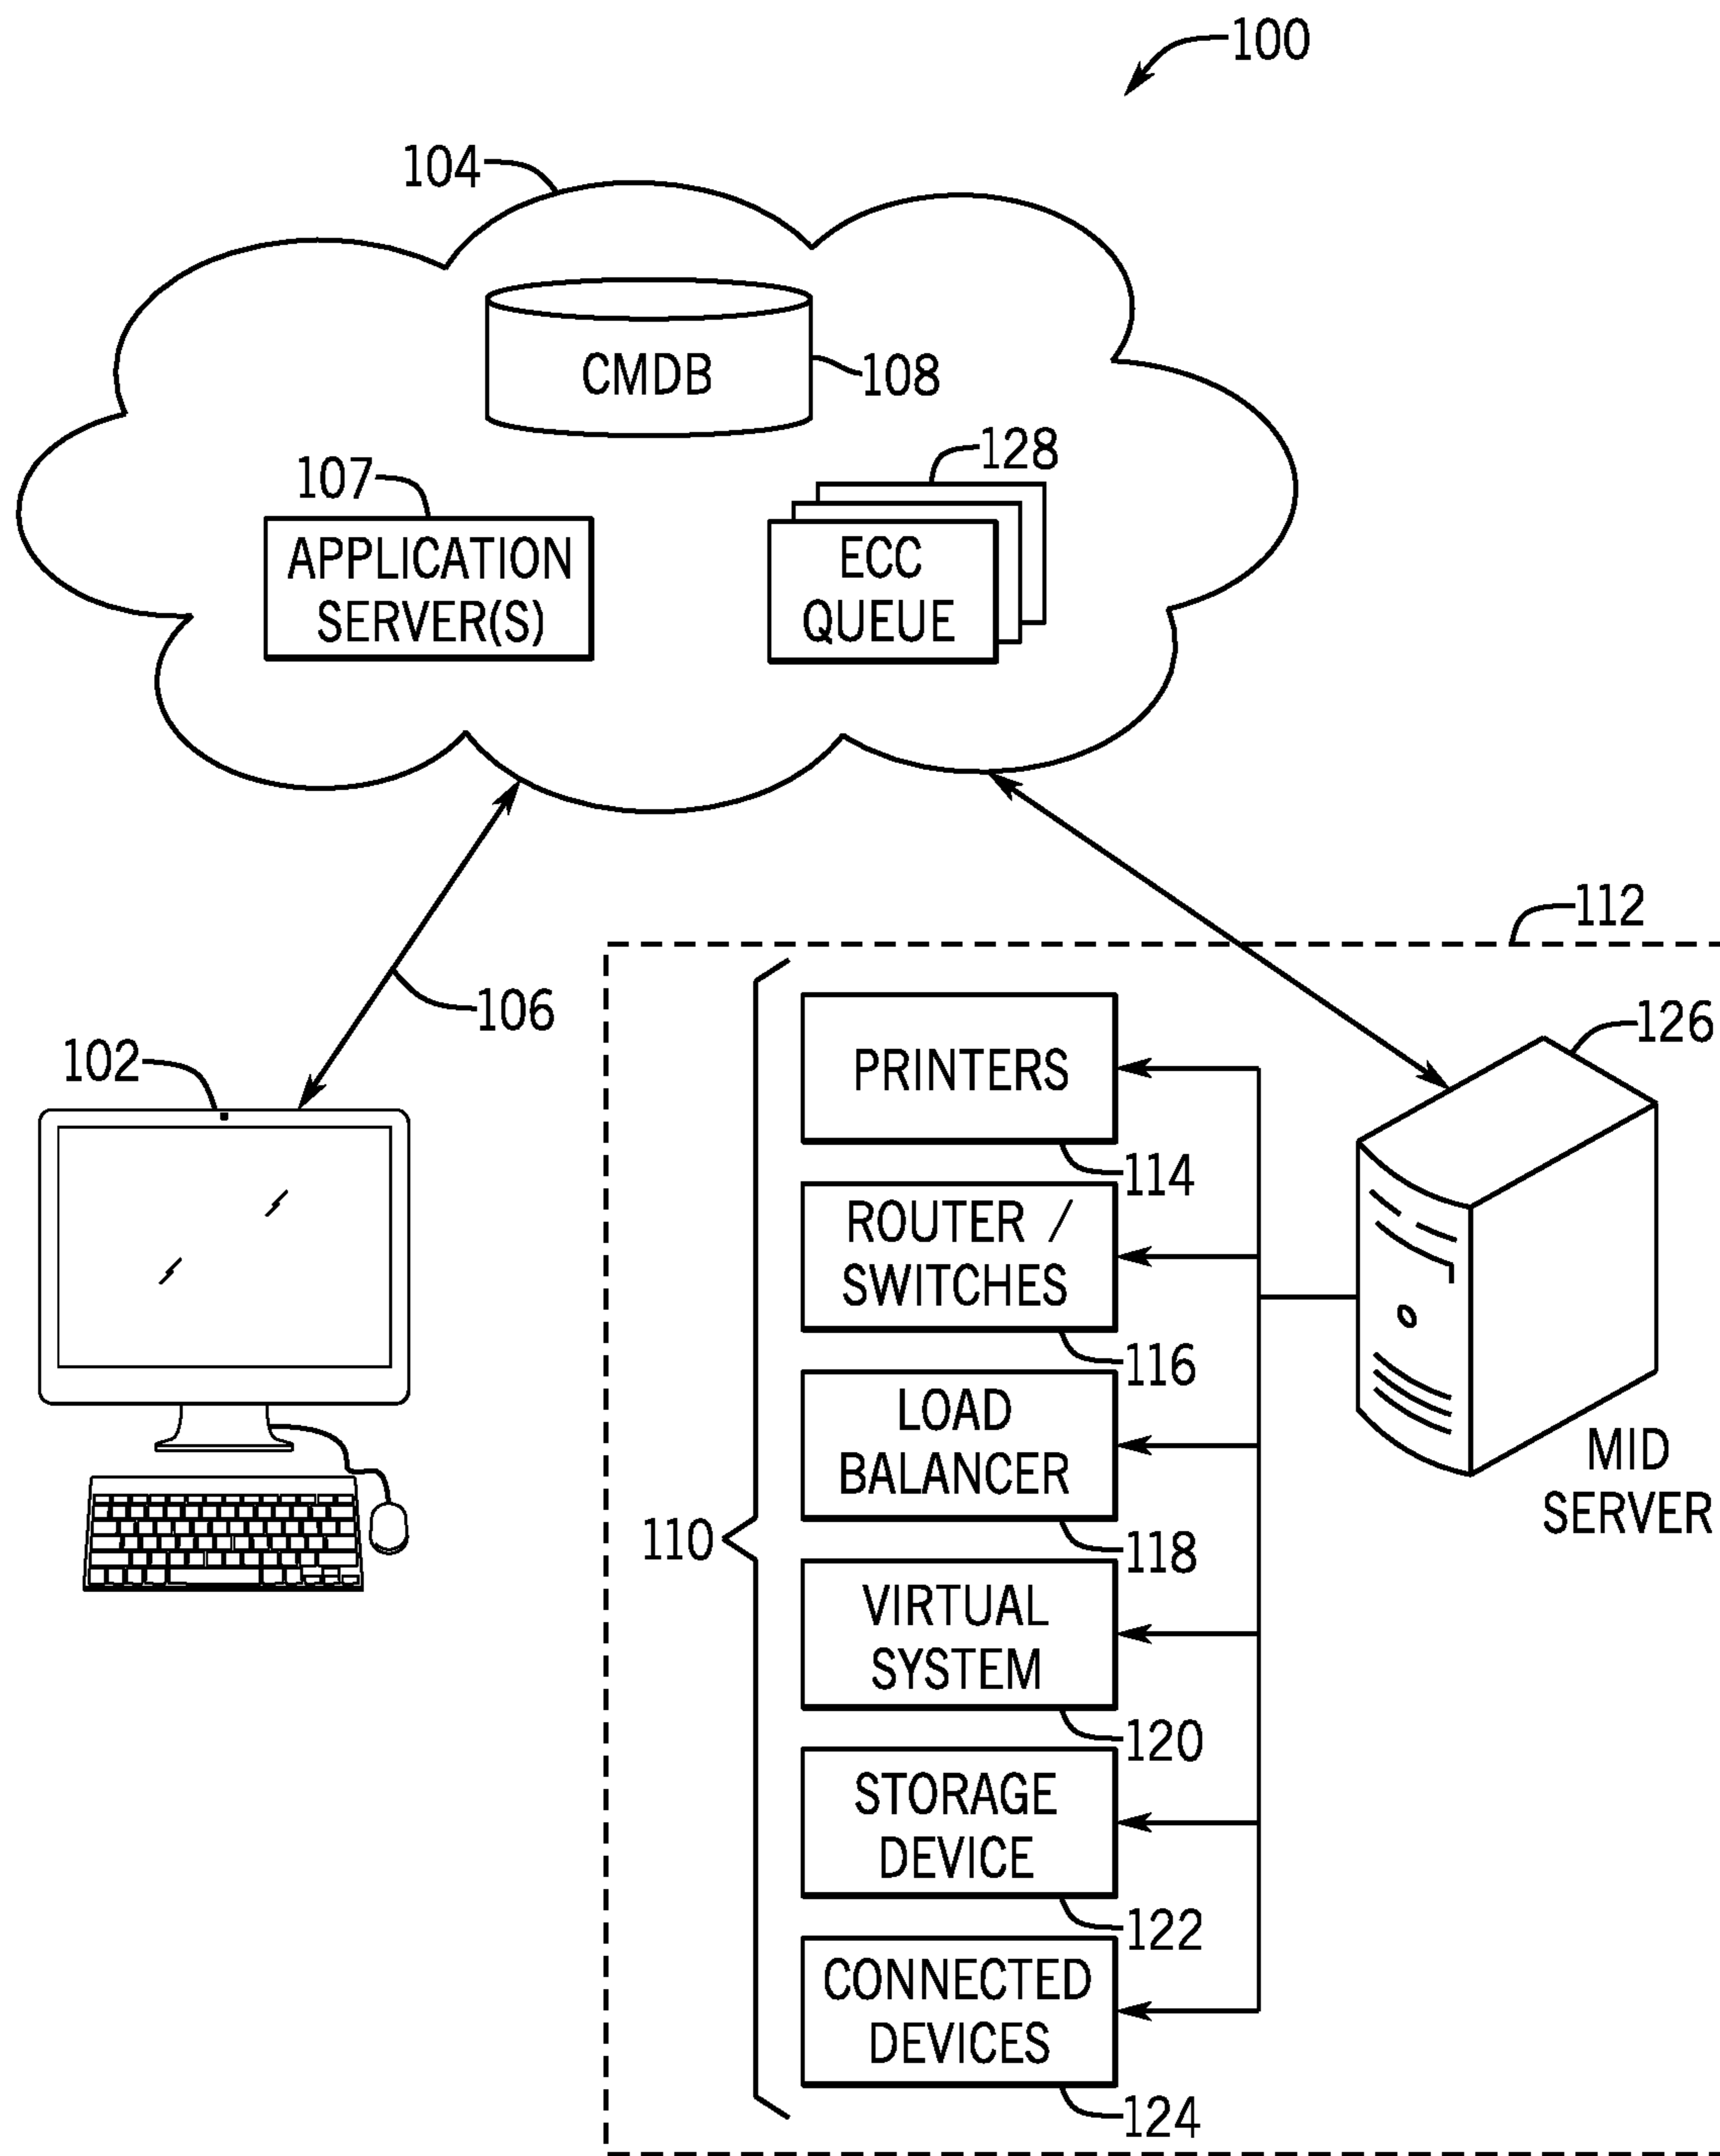 100
104
CMDB
108
107
128
APPLICATION
SERVER(S)
ECC
QUEUE
112
106
126
102
PRINTERS
114
ROUTER /
SWITCHES
116
LOAD
BALANCER
118
MID
SERVER
110
VIRTUAL
SYSTEM
120
STORAGE
DEVICE
122
CONNECTED
DEVICES
124